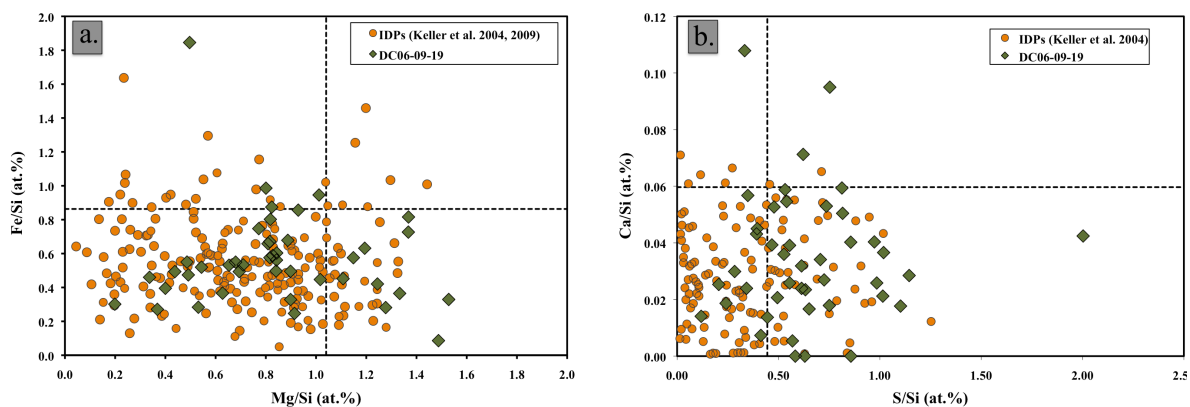 a.
IDPs (Keller et al. 2004, 2009)
DC06-09-19
Fe/Si (at.%)
2.0
1.8
1.6
1.4
1.2
1.0
0.8
0.6
0.4
0.2
0.0
0.0 0.2 0.4 0.6 0.8 1.0 1.2 1.4 1.6 1.8 2.0
Mg/Si (at.%)
b.
IDPs (Keller et al. 2004)
DC06-09-19
Ca/Si (at.%)
0.12
0.10
0.08
0.06
0.04
0.02
0.00
0.00 0.50 1.00 1.50 2.00 2.5
S/Si (at.%)